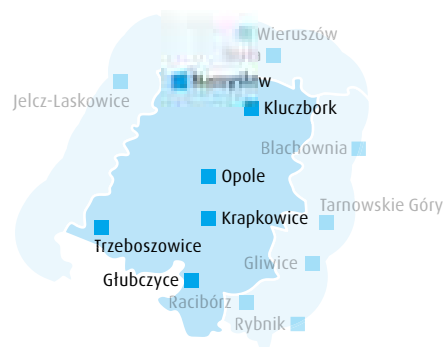 Wieruszów
Jelcz-Laskowice
Kluczbork
Blachownia
Opole
Tarnowskie Góry
Krapkowice
Trzeboszowice
Gliwice
Głubczyce
Racibórz
Rybnik